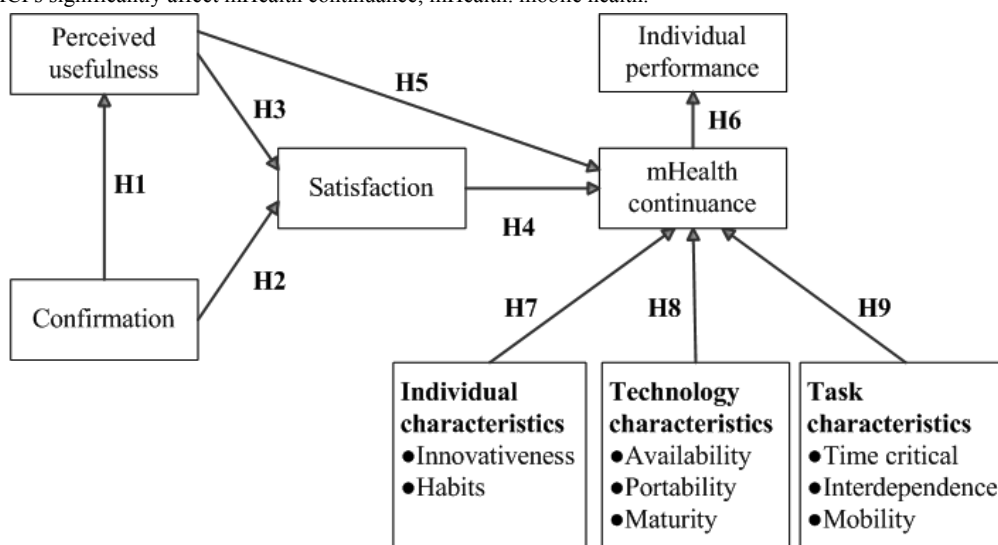 significantly affect mHealth continuance; mHealth: mobile health.
Perceived
usefulness
Individual
performance
H5
H3
H6
H1
Satisfaction
mHealth
continuance
H4
H2
Confirmation
H7
H8
H9
Individual
characteristics
●Innovativeness
●Habits
Technology
characteristics
●Availability
●Portability
●Maturity
Task
characteristics
●Time critical
●Interdependence
●Mobility